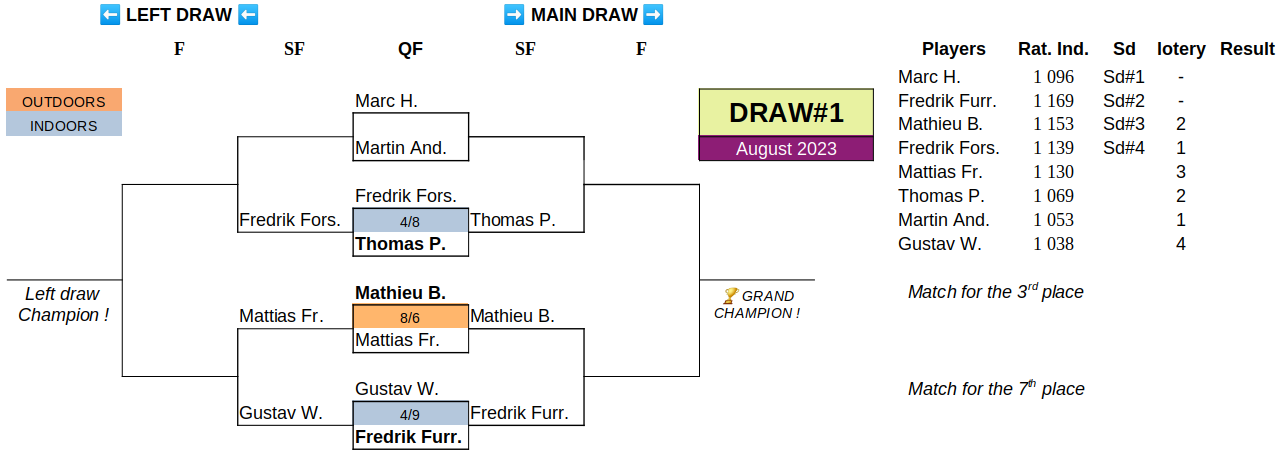 ⬅ LEFT DRAW ⬅ ➡ MAIN DRAW ➡
F SF QF SF F Players Rat. Ind. Sd lotery Result
Marc H. 1 096 Sd#1 -
Fredrik Furr. 1 169 Sd#2 -
Mathieu B. 1 153 Sd#3 2
Fredrik Fors. 1 139 Sd#4 1
Mattias Fr. 1 130 3
Thomas P. 1 069 2
Martin And. 1 053 1
Gustav W. 1 038 4
OUTDOORS
INDOORS
Marc H.
Martin And.
DRAW#1
August 2023
Fredrik Fors.
Fredrik Fors. 4/8 Thomas P.
Thomas P.
Left draw
Champion !
Mathieu B.
Mattias Fr. 8/6 Mathieu B.
Mattias Fr.
🏆 GRAND
CHAMPION !
Match for the 3rd place
Gustav W.
Gustav W. 4/9 Fredrik Furr.
Fredrik Furr.
Match for the 7th place